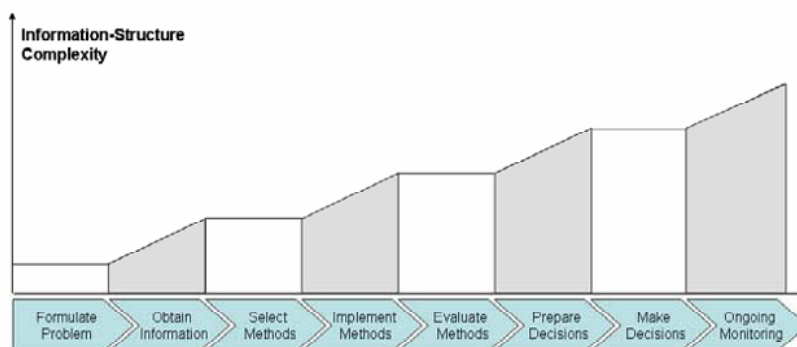 Information-Structure
Complexity
Formulate
Problem
Obtain
Information
Select
Methods
Implement
Methods
Evaluate
Methods
Prepare
Decisions
Make
Decisions
Ongoing
Monitoring